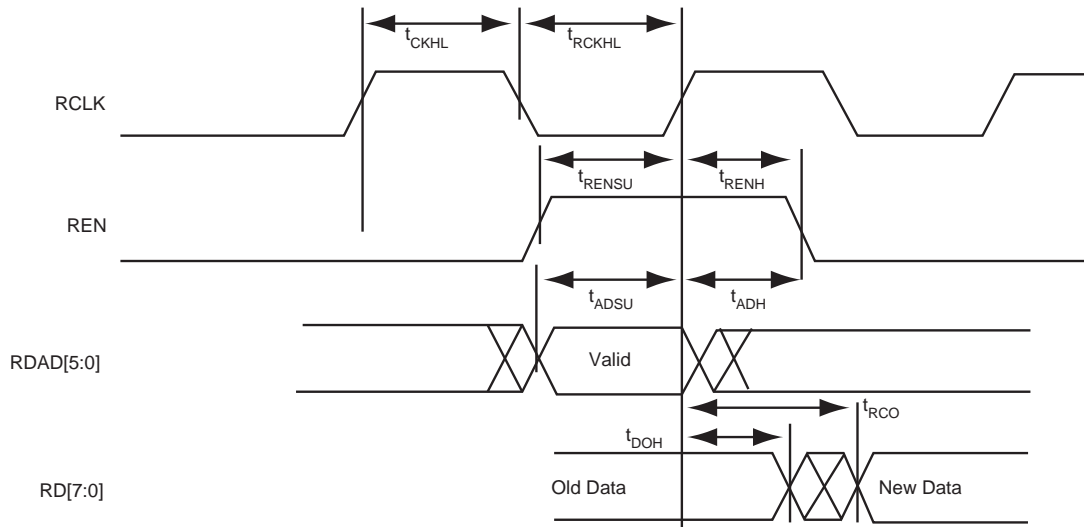 tCKHL
tRCKHL
RCLK
tRENSU
tRENH
REN
tADSU
tADH
RDAD[5:0]
Valid
tRCO
tDOH
RD[7:0]
Old Data
New Data